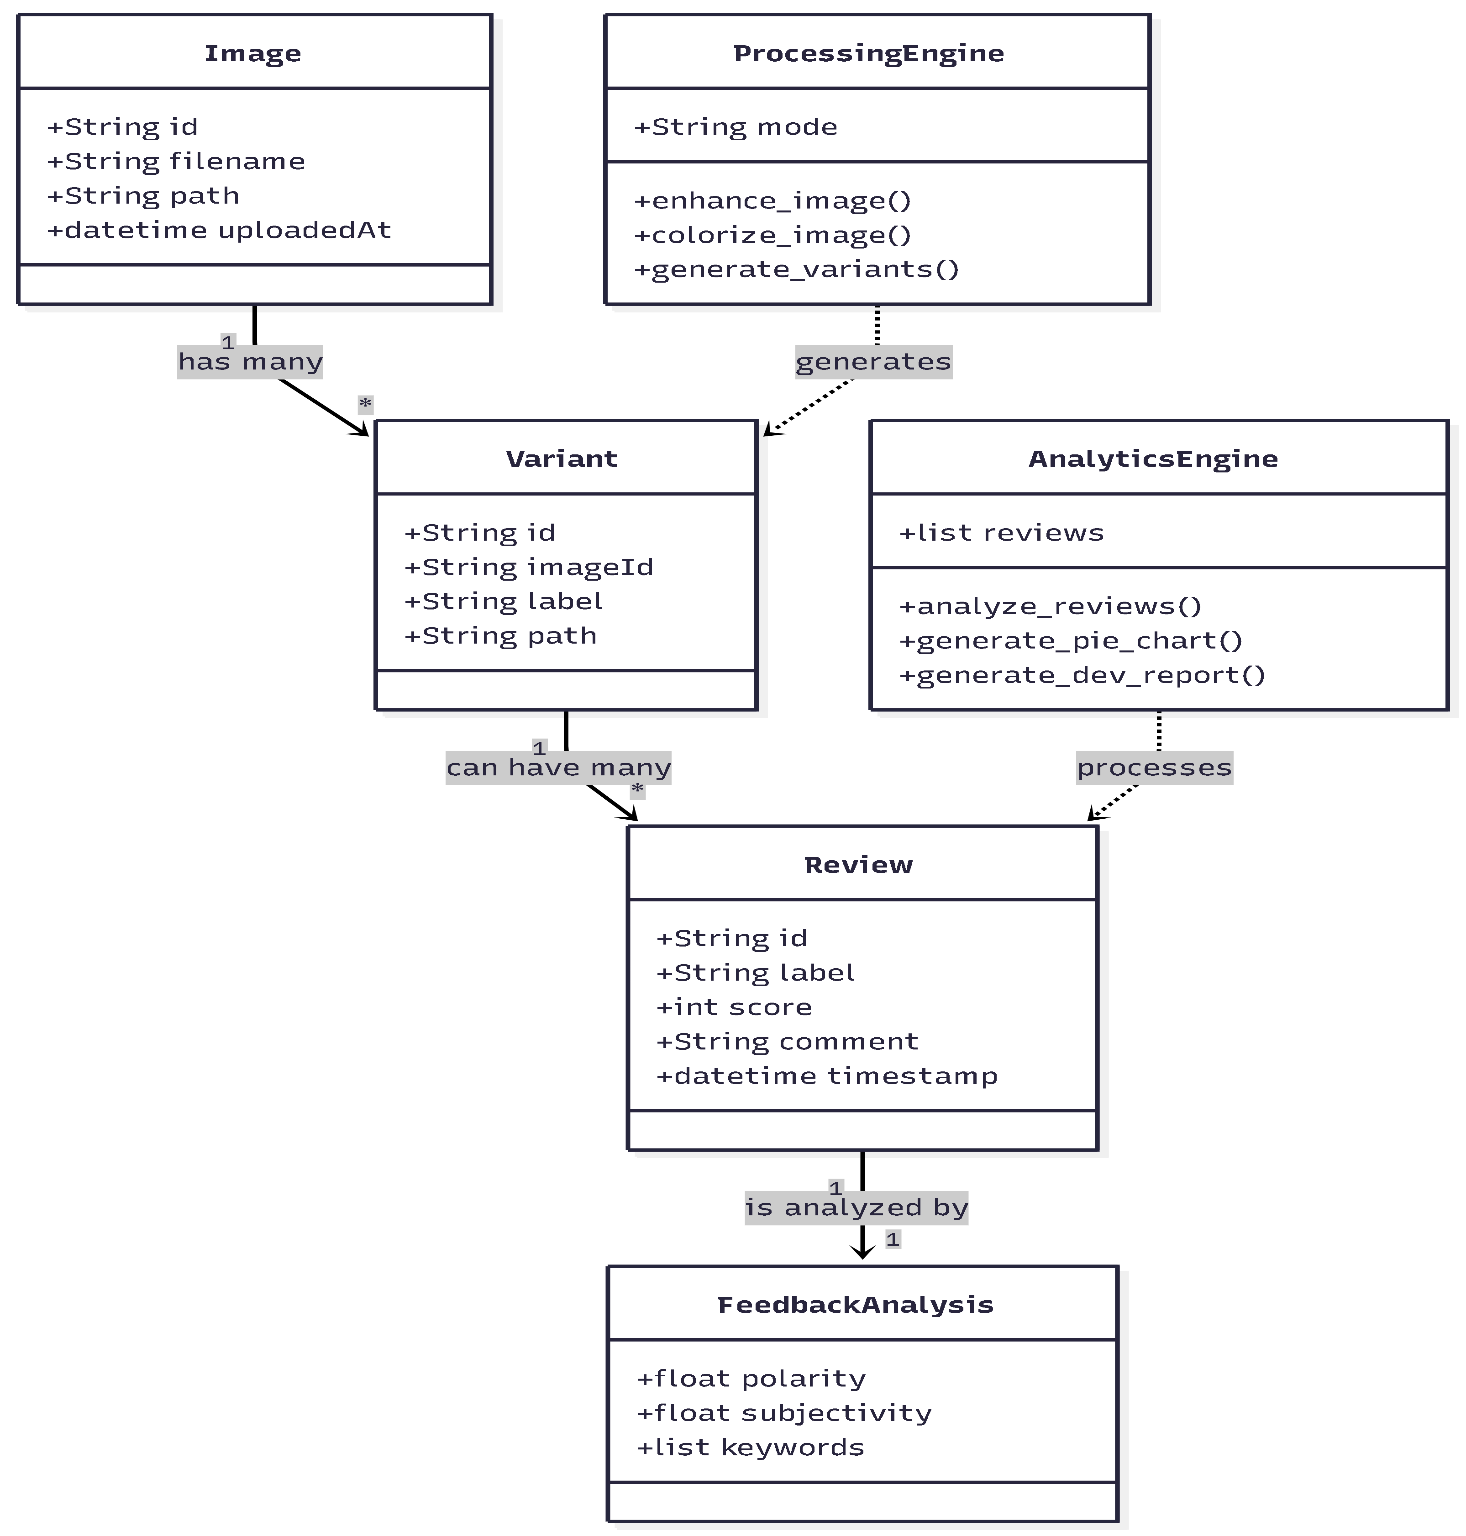 Image
+String id
+String filename
+String path
+datetime uploadedAt
ProcessingEngine
+String mode
+enhance_image()
+colorize_image()
+generate_variants()
1
has many
*
generates
Variant
+String id
+String imageId
+String label
+String path
AnalyticsEngine
+list reviews
+analyze_reviews()
+generate_pie_chart()
+generate_dev_report()
1
can have many
*
processes
Review
+String id
+String label
+int score
+String comment
+datetime timestamp
1
is analyzed by
1
FeedbackAnalysis
+float polarity
+float subjectivity
+list keywords